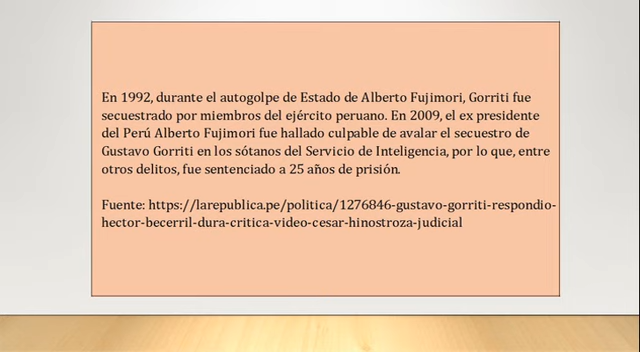 En 1992, durante el autogolpe de Estado de Alberto Fujimori, Gorriti fue
secuestrado por miembros del ejército peruano. En 2009, el ex presidente
del Perú Alberto Fujimori fue hallado culpable de avalar el secuestro de
Gustavo Gorriti en los sótanos del Servicio de Inteligencia, por lo que, entre
otros delitos, fue sentenciado a 25 años de prisión.
Fuente: https://larepublica.pe/politica/1276846-gustavo-gorriti-respondio-
hector-becerril-dura-critica-video-cesar-hinostroza-judicial